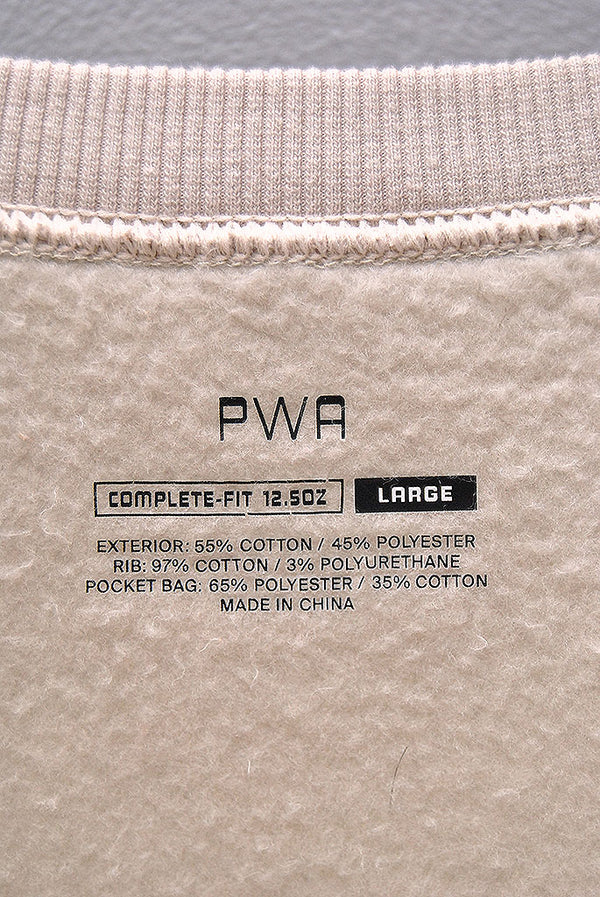 PWA
COMPLETE-FIT 12.5OZ LARGE
EXTERIOR: 55% COTTON / 45% POLYESTER
RIB: 97% COTTON / 3% POLYURETHANE
POCKET BAG: 65% POLYESTER / 35% COTTON
MADE IN CHINA